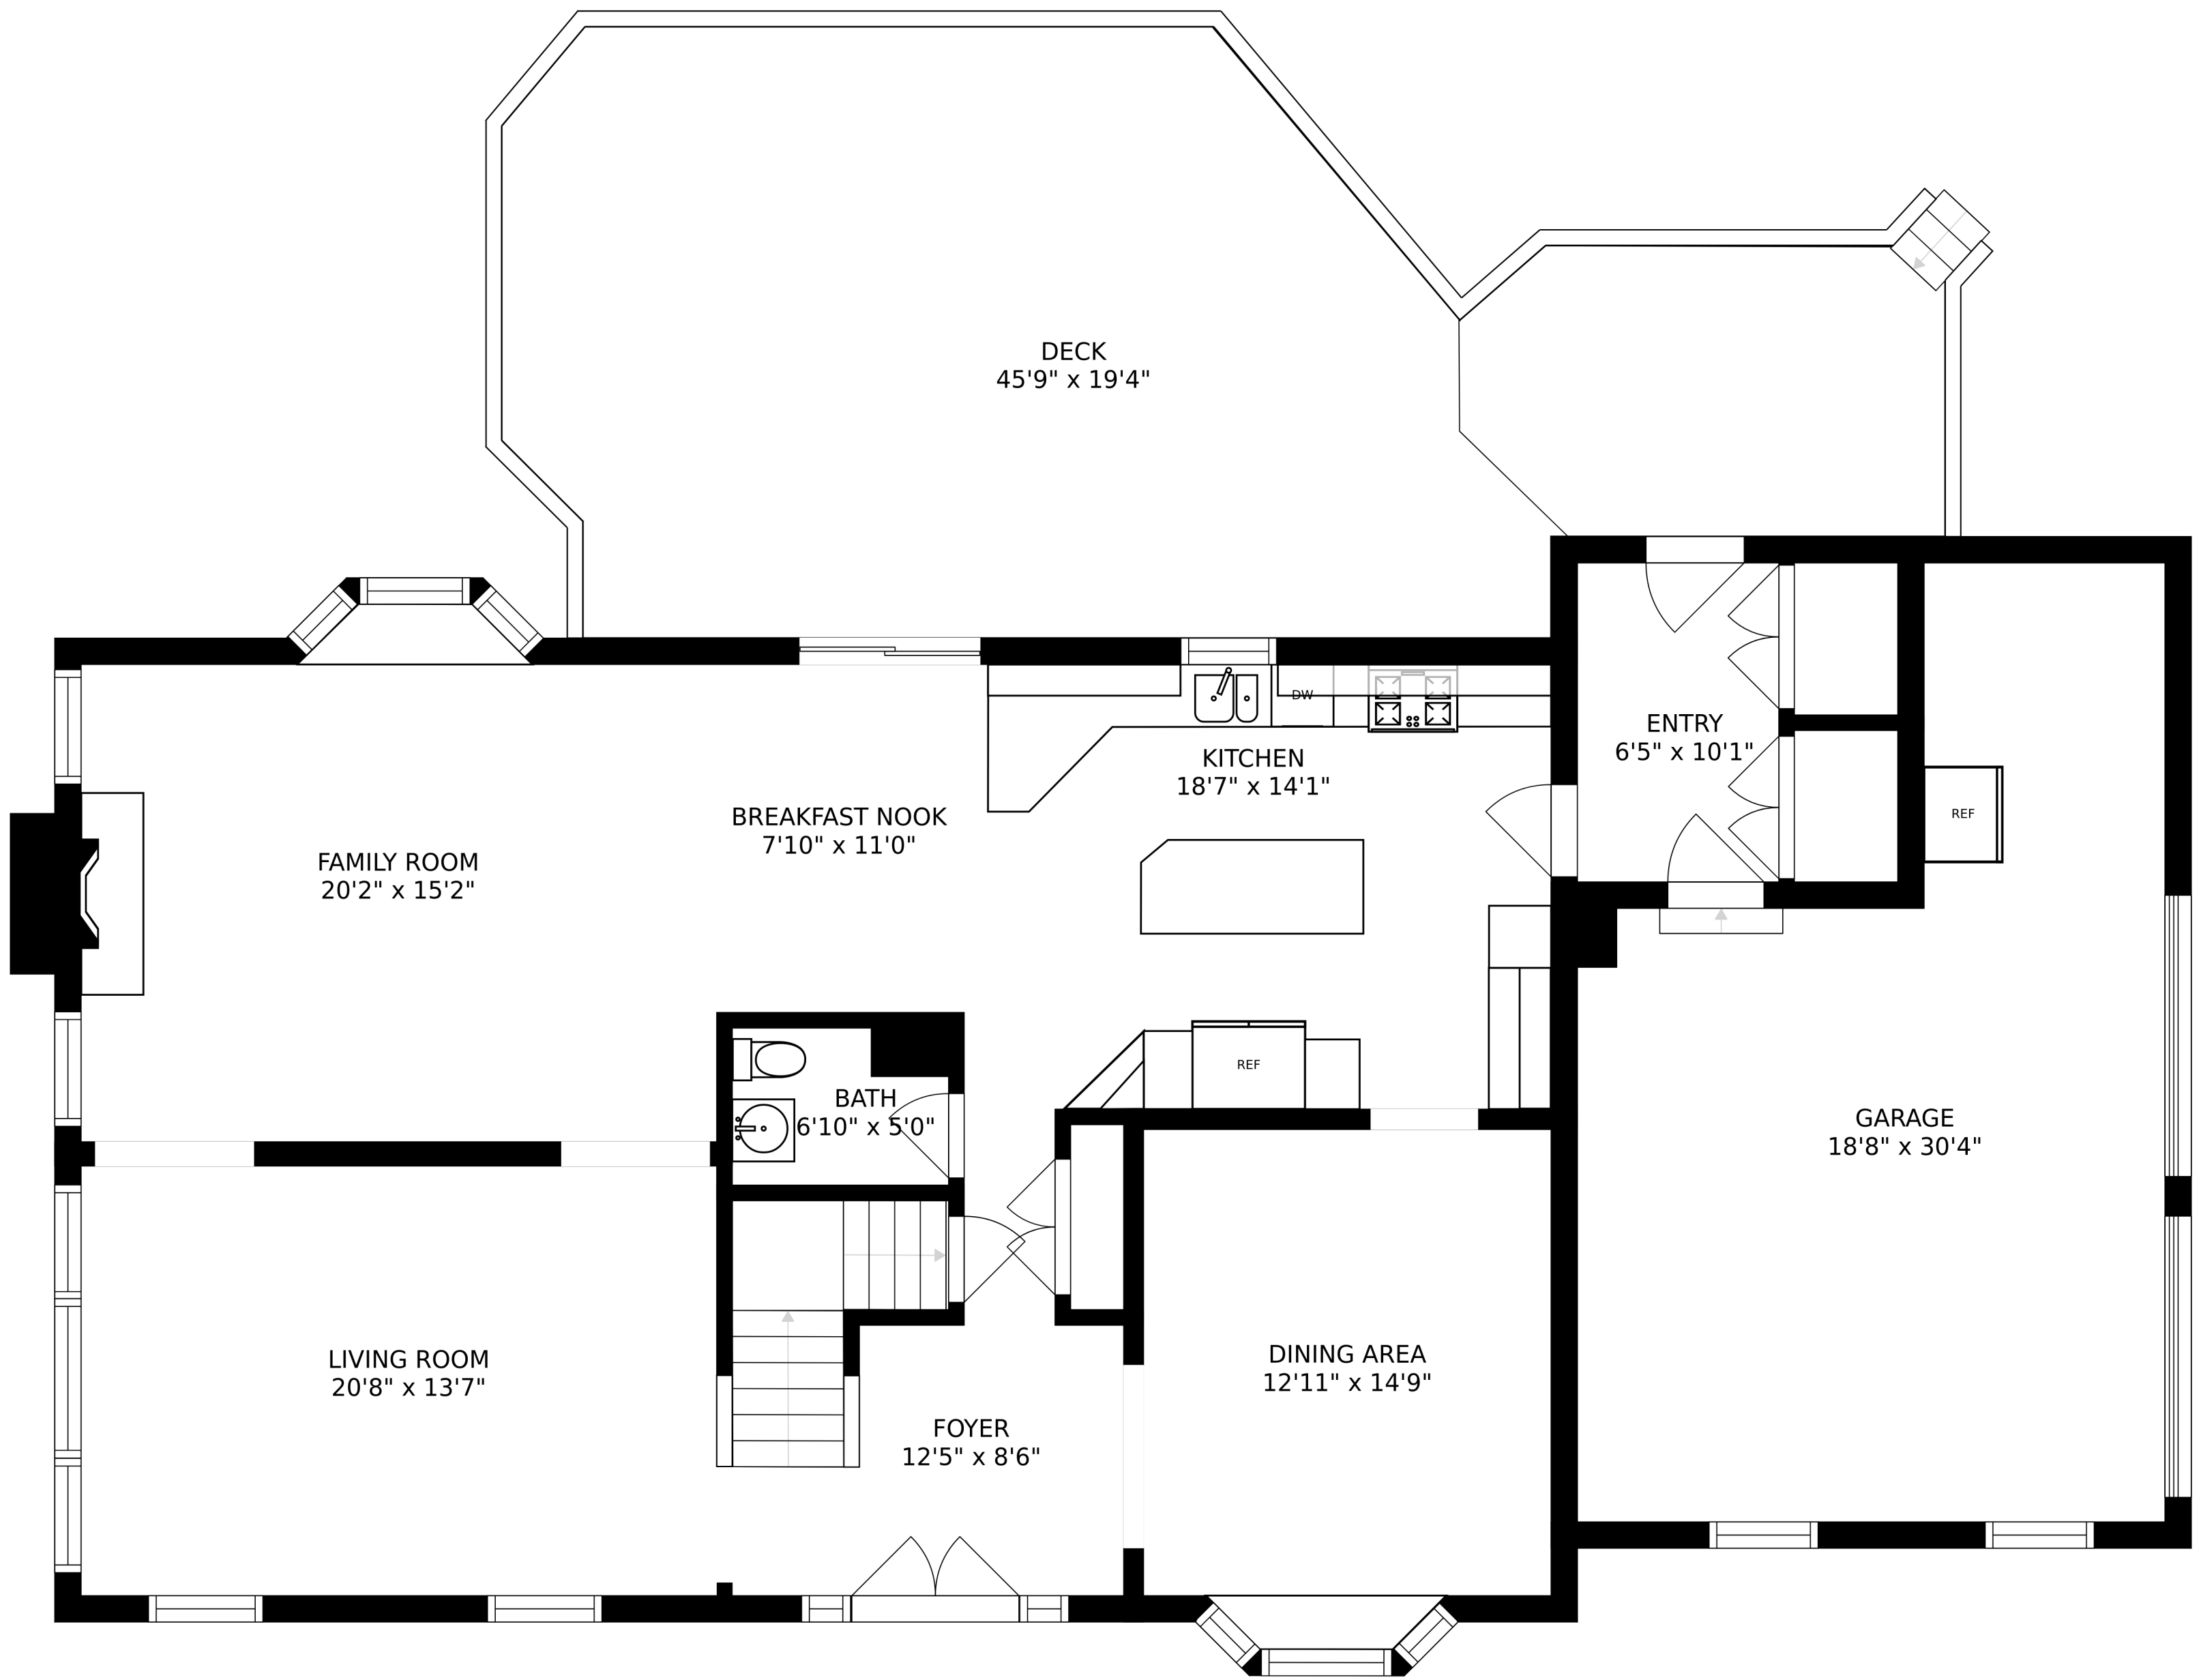 DECK
45'9" x 19'4"
ENTRY
6'5" x 10'1"
DW
KITCHEN
18'7" x 14'1"
BREAKFAST NOOK
7'10" x 11'0"
FAMILY ROOM
20'2" x 15'2"
REF
REF
BATH
6'10" x 5'0"
GARAGE
18'8" x 30'4"
LIVING ROOM
20'8" x 13'7"
DINING AREA
12'11" x 14'9"
FOYER
12'5" x 8'6"